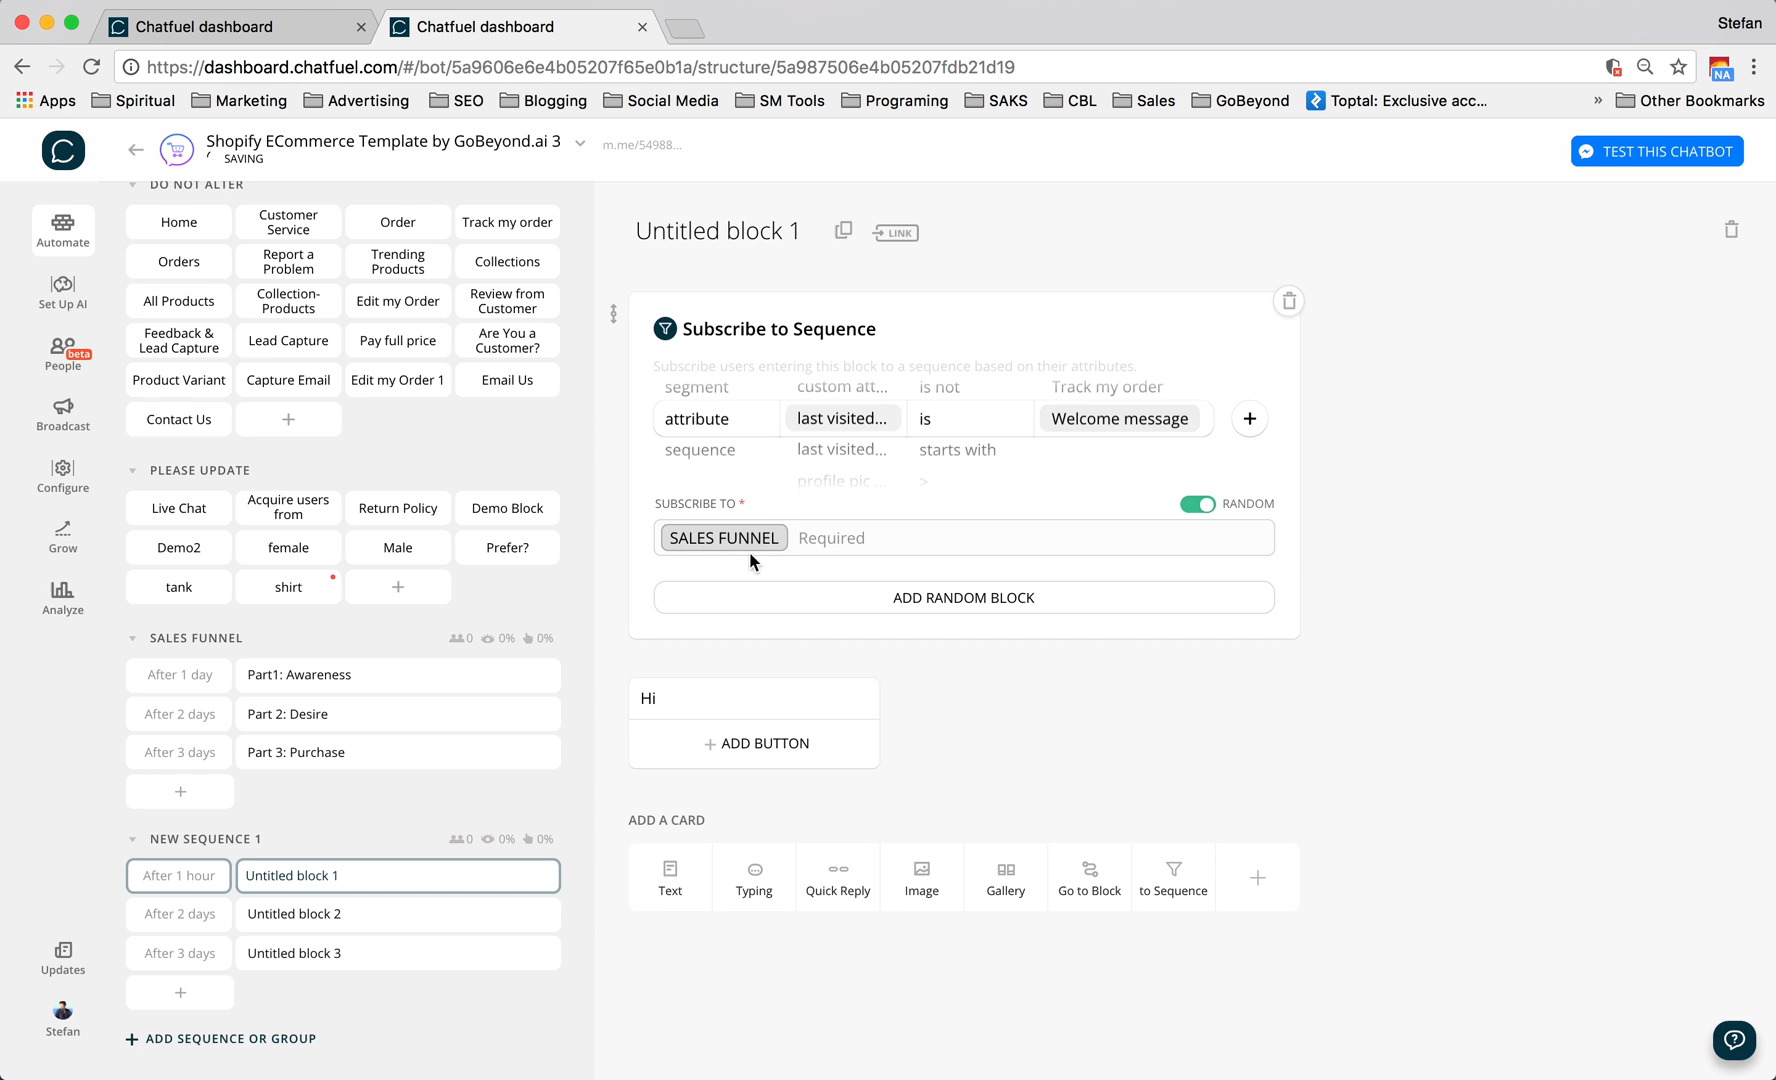 Chatfuel dashboard
Chatfuel dashboard
Stefan
https://dashboard.chatfuel.com/#/bot/5a9606e6e4b05207f65e0b1a/structure/5a987506e4b05207fdb21d19
NA
Apps
Spiritual
Marketing
Advertising
SEO
Blogging
Social Media
SM Tools
Programing
SAKS
CBL
Sales
GoBeyond
Toptal: Exclusive acc...
»
Other Bookmarks
Shopify ECommerce Template by GoBeyond.ai 3
SAVING
m.me/54988...
TEST THIS CHATBOT
Automate
Set Up AI
beta
People
Broadcast
Configure
Grow
Analyze
Updates
Stefan
DO NOT ALTER
Home
Customer
Service
Order
Track my order
Orders
Report a
Problem
Trending
Products
Collections
All Products
Collection-
Products
Edit my Order
Review from
Customer
Feedback &
Lead Capture
Lead Capture
Pay full price
Are You a
Customer?
Product Variant
Capture Email
Edit my Order 1
Email Us
Contact Us
+
PLEASE UPDATE
Live Chat
Acquire users
from
Return Policy
Demo Block
Demo2
female
Male
Prefer?
tank
shirt
+
SALES FUNNEL
0 0% 0%
After 1 day
Part1: Awareness
After 2 days
Part 2: Desire
After 3 days
Part 3: Purchase
+
NEW SEQUENCE 1
0 0% 0%
After 1 hour
Untitled block 1
After 2 days
Untitled block 2
After 3 days
Untitled block 3
+
+ ADD SEQUENCE OR GROUP
Untitled block 1
LINK
Subscribe to Sequence
Subscribe users entering this block to a sequence based on their attributes.
segment custom att... is not Track my order
attribute last visited... is Welcome message +
sequence last visited... starts with
profile pic ... >
SUBSCRIBE TO *
RANDOM
SALES FUNNEL Required
ADD RANDOM BLOCK
Hi
+ ADD BUTTON
ADD A CARD
Text
Typing
Quick Reply
Image
Gallery
Go to Block
to Sequence
+